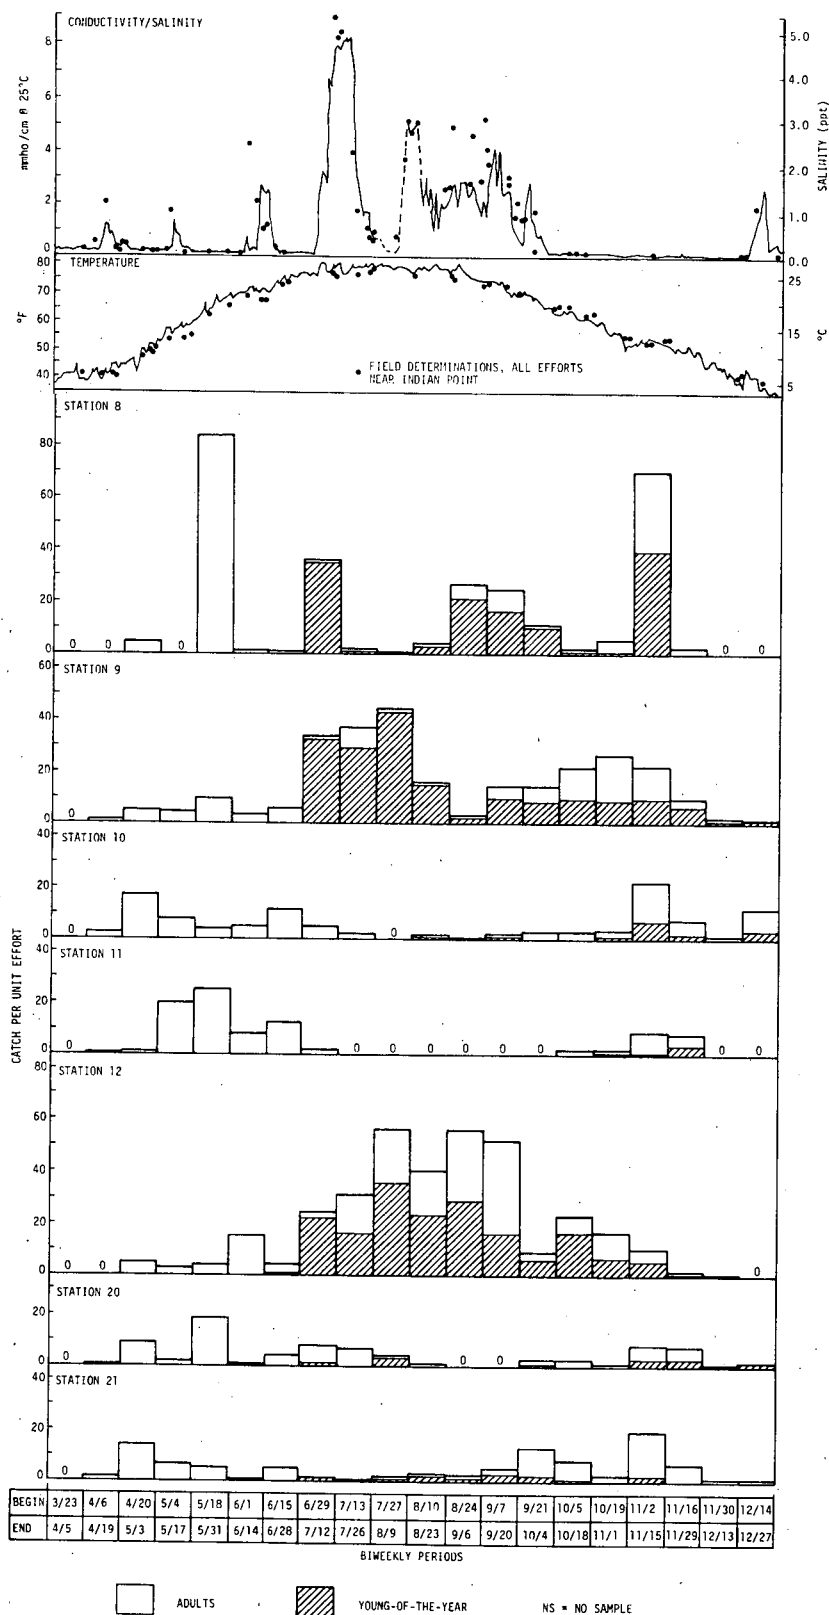 CONDUCTIVITY/SALINITY
mmho/cm @ 25°C
8
6
4
2
0
SALINITY (ppt)
5.0
4.0
3.0
2.0
1.0
0.0
TEMPERATURE
°F
80
70
60
50
40
°C
25
15
5
• FIELD DETERMINATIONS, ALL EFFORTS
NEAR INDIAN POINT
CATCH PER UNIT EFFORT
STATION 8
80
60
40
20
0
0 0 0 0 0
STATION 9
60
40
20
0
0
STATION 10
40
20
0
0 0
STATION 11
40
20
0
0 0 0 0 0 0 0 0 0
STATION 12
80
60
40
20
0
0 0 0
STATION 20
20
0
0 0 0
STATION 21
40
20
0
0
BEGIN 3/23 4/6 4/20 5/4 5/18 6/1 6/15 6/29 7/13 7/27 8/10 8/24 9/7 9/21 10/5 10/19 11/2 11/16 11/30 12/14
END 4/5 4/19 5/3 5/17 5/31 6/14 6/28 7/12 7/26 8/9 8/23 9/6 9/20 10/4 10/18 11/1 11/15 11/29 12/13 12/27
BIWEEKLY PERIODS
ADULTS
YOUNG-OF-THE-YEAR
NS = NO SAMPLE